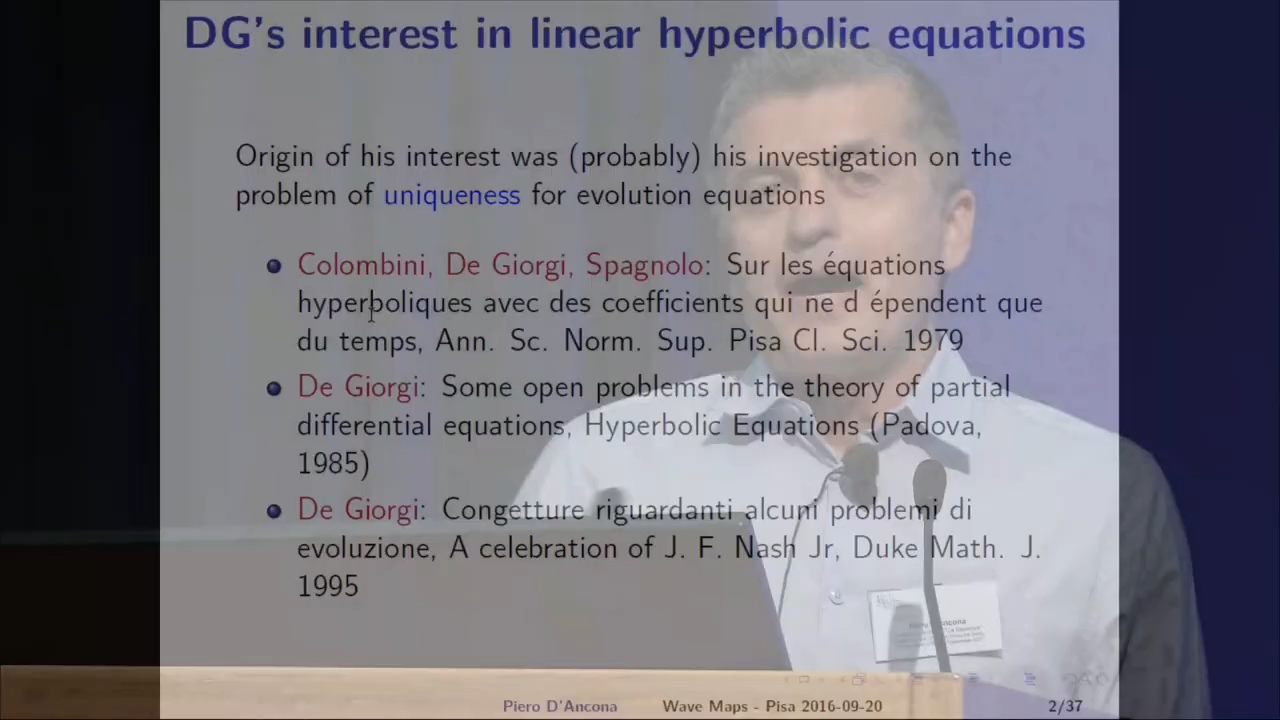 DG's interest in linear hyperbolic equations
Origin of his interest was (probably) his investigation on the
problem of uniqueness for evolution equations
Colombini, De Giorgi, Spagnolo: Sur les équations
hyperboliques avec des coefficients qui ne d épendent que
du temps, Ann. Sc. Norm. Sup. Pisa Cl. Sci. 1979
De Giorgi: Some open problems in the theory of partial
differential equations, Hyperbolic Equations (Padova,
1985)
De Giorgi: Congetture riguardanti alcuni problemi di
evoluzione, A celebration of J. F. Nash Jr, Duke Math. J.
1995
Piero D'Ancona Wave Maps - Pisa 2016-09-20 2/37